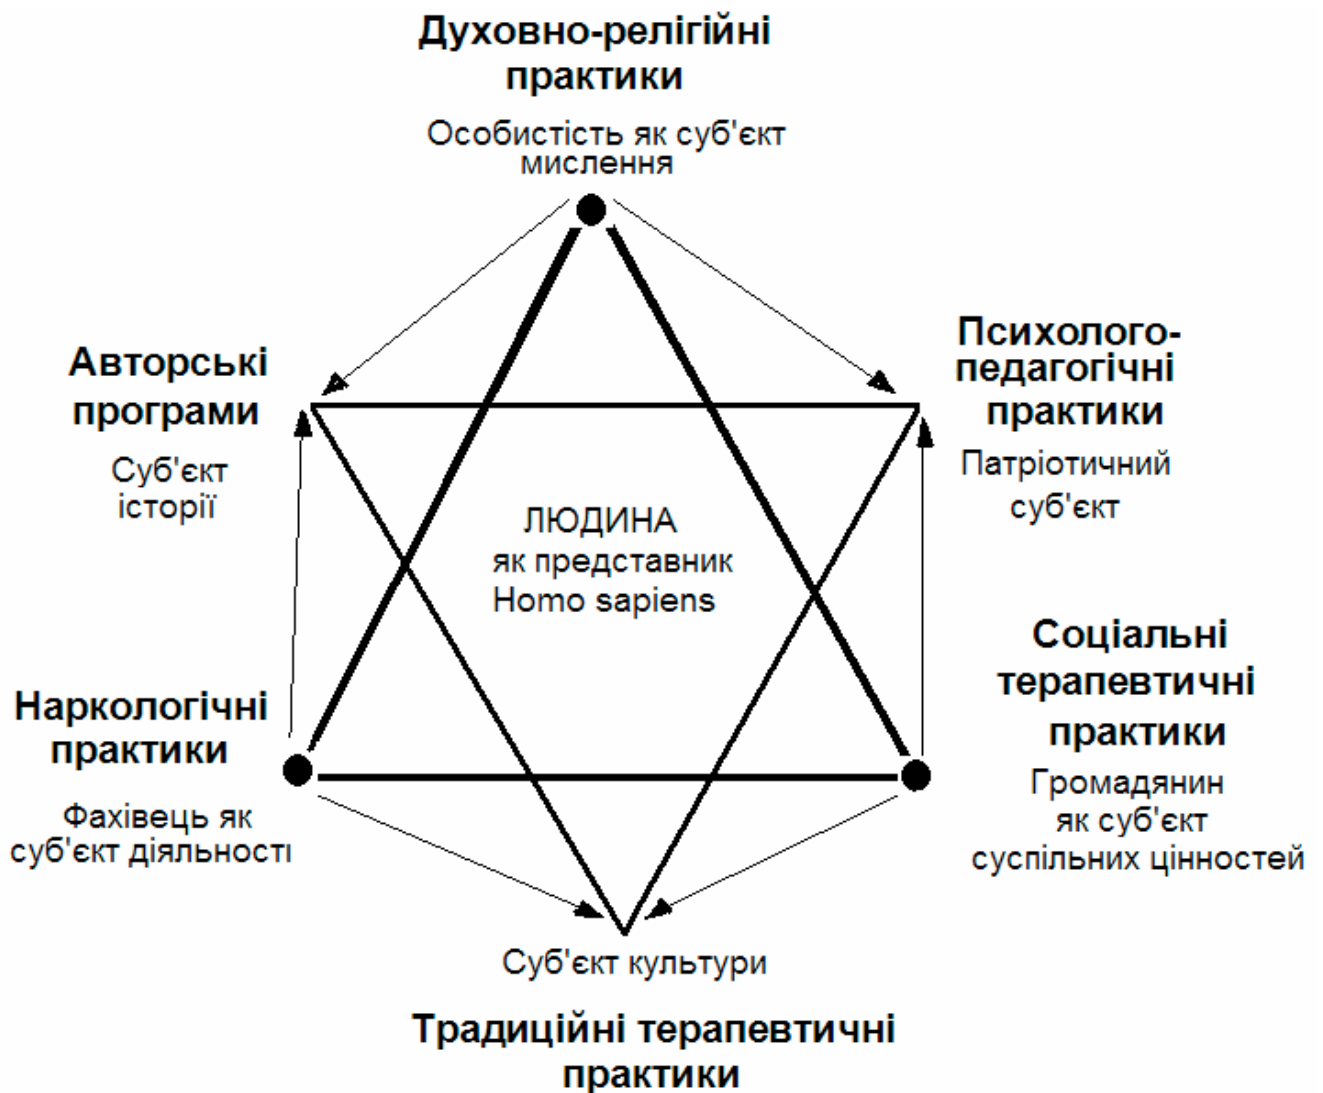 Духовно-релігійні
практики
Особистість як суб'єкт
мислення
Авторські
програми
Суб'єкт
історії
Психолого-
педагогічні
практики
Патріотичний
суб'єкт
ЛЮДИНА
як представник
Homo sapiens
Наркологічні
практики
Фахівець як
суб'єкт діяльності
Соціальні
терапевтичні
практики
Громадянин
як суб'єкт
суспільних цінностей
Суб'єкт культури
Традиційні терапевтичні
практики